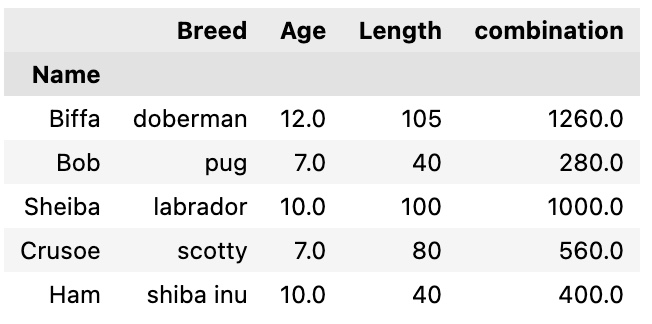 Breed Age Length combination
Name
Biffa doberman 12.0 105 1260.0
Bob pug 7.0 40 280.0
Sheiba labrador 10.0 100 1000.0
Crusoe scotty 7.0 80 560.0
Ham shiba inu 10.0 40 400.0